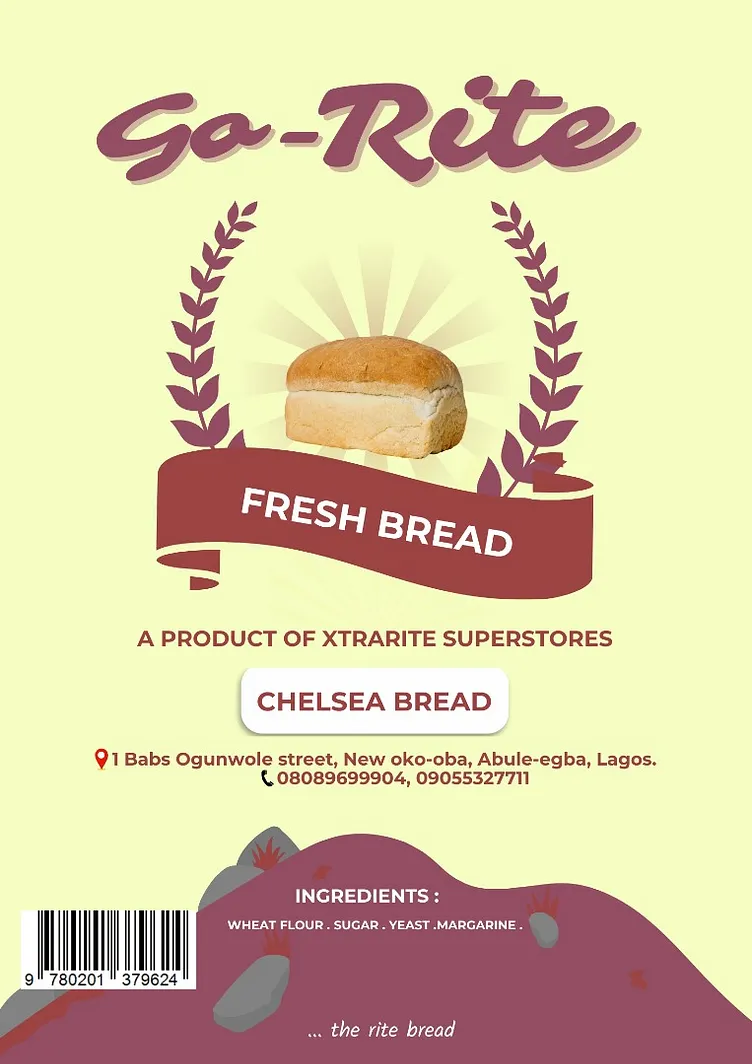 Go-Rite
FRESH BREAD
A PRODUCT OF XTRARITE SUPERSTORES
CHELSEA BREAD
1 Babs Ogunwole street, New oko-oba, Abule-egba, Lagos.
08089699904, 09055327711
INGREDIENTS :
WHEAT FLOUR . SUGAR . YEAST .MARGARINE .
9 780201 379624
... the rite bread